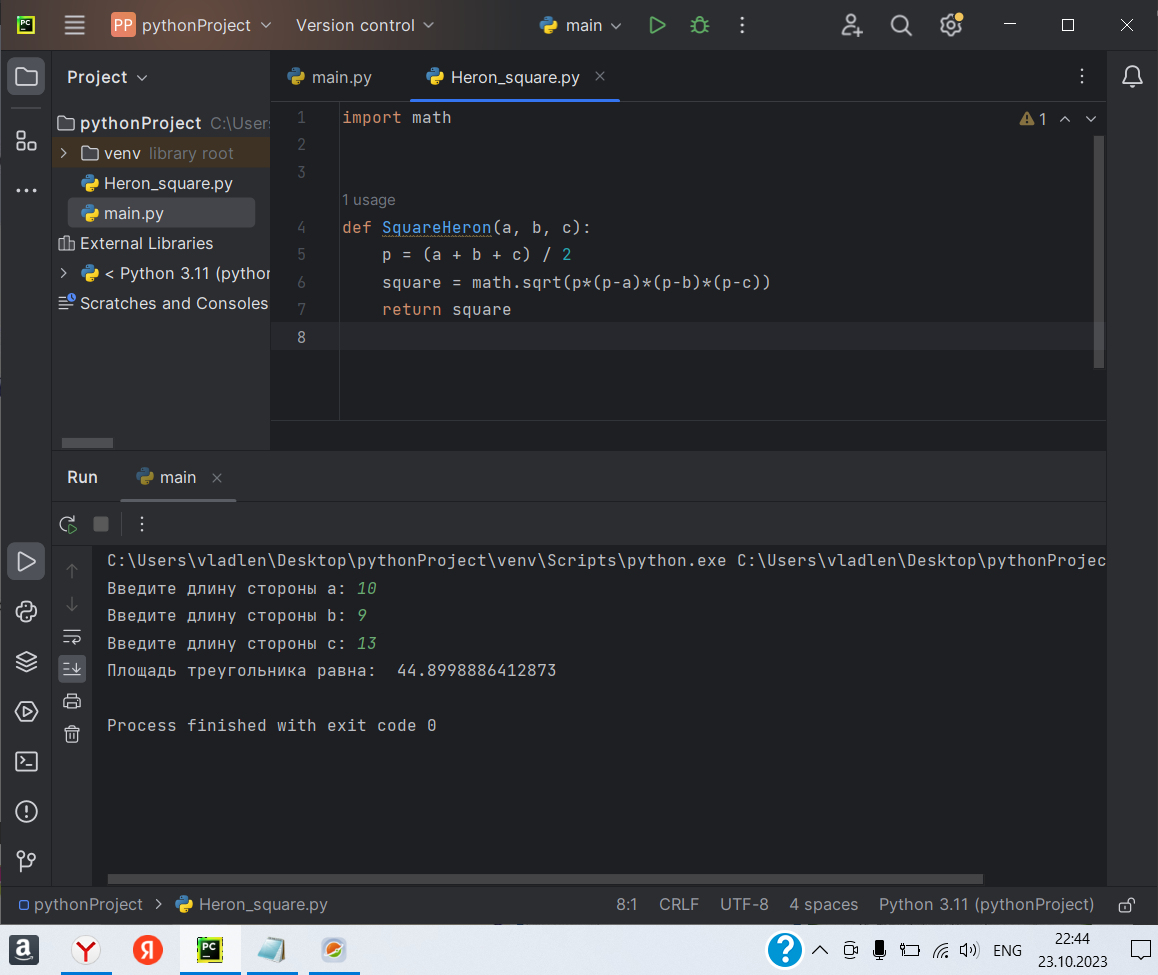 PC PP pythonProject Version control main
Project main.py Heron_square.py
pythonProject C:\User
venv library root
Heron_square.py
main.py
External Libraries
< Python 3.11 (pythor
Scratches and Consoles
1 import math
1
2
3
1 usage
4 def SquareHeron(a, b, c):
5 p = (a + b + c) / 2
6 square = math.sqrt(p*(p-a)*(p-b)*(p-c))
7 return square
8
Run main
C:\Users\vladlen\Desktop\pythonProject\venv\Scripts\python.exe C:\Users\vladlen\Desktop\pythonProjec
Введите длину стороны a: 10
Введите длину стороны b: 9
Введите длину стороны c: 13
Площадь треугольника равна:  44.8998886412873
Process finished with exit code 0
pythonProject > Heron_square.py 8:1 CRLF UTF-8 4 spaces Python 3.11 (pythonProject)
a Y Я PC ? ENG 22:44
23.10.2023